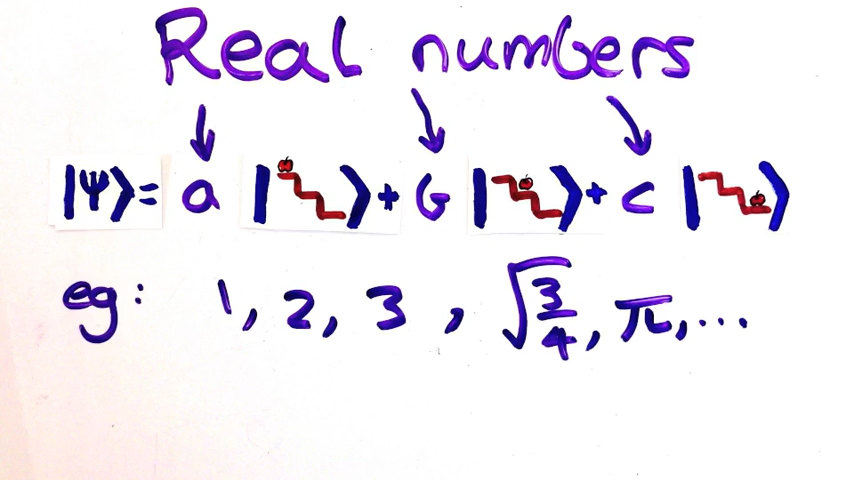 Real numbers
|Ψ⟩= a | ⟩ + b | ⟩ + c | ⟩
eg: 1, 2, 3, √3/4, π, ...